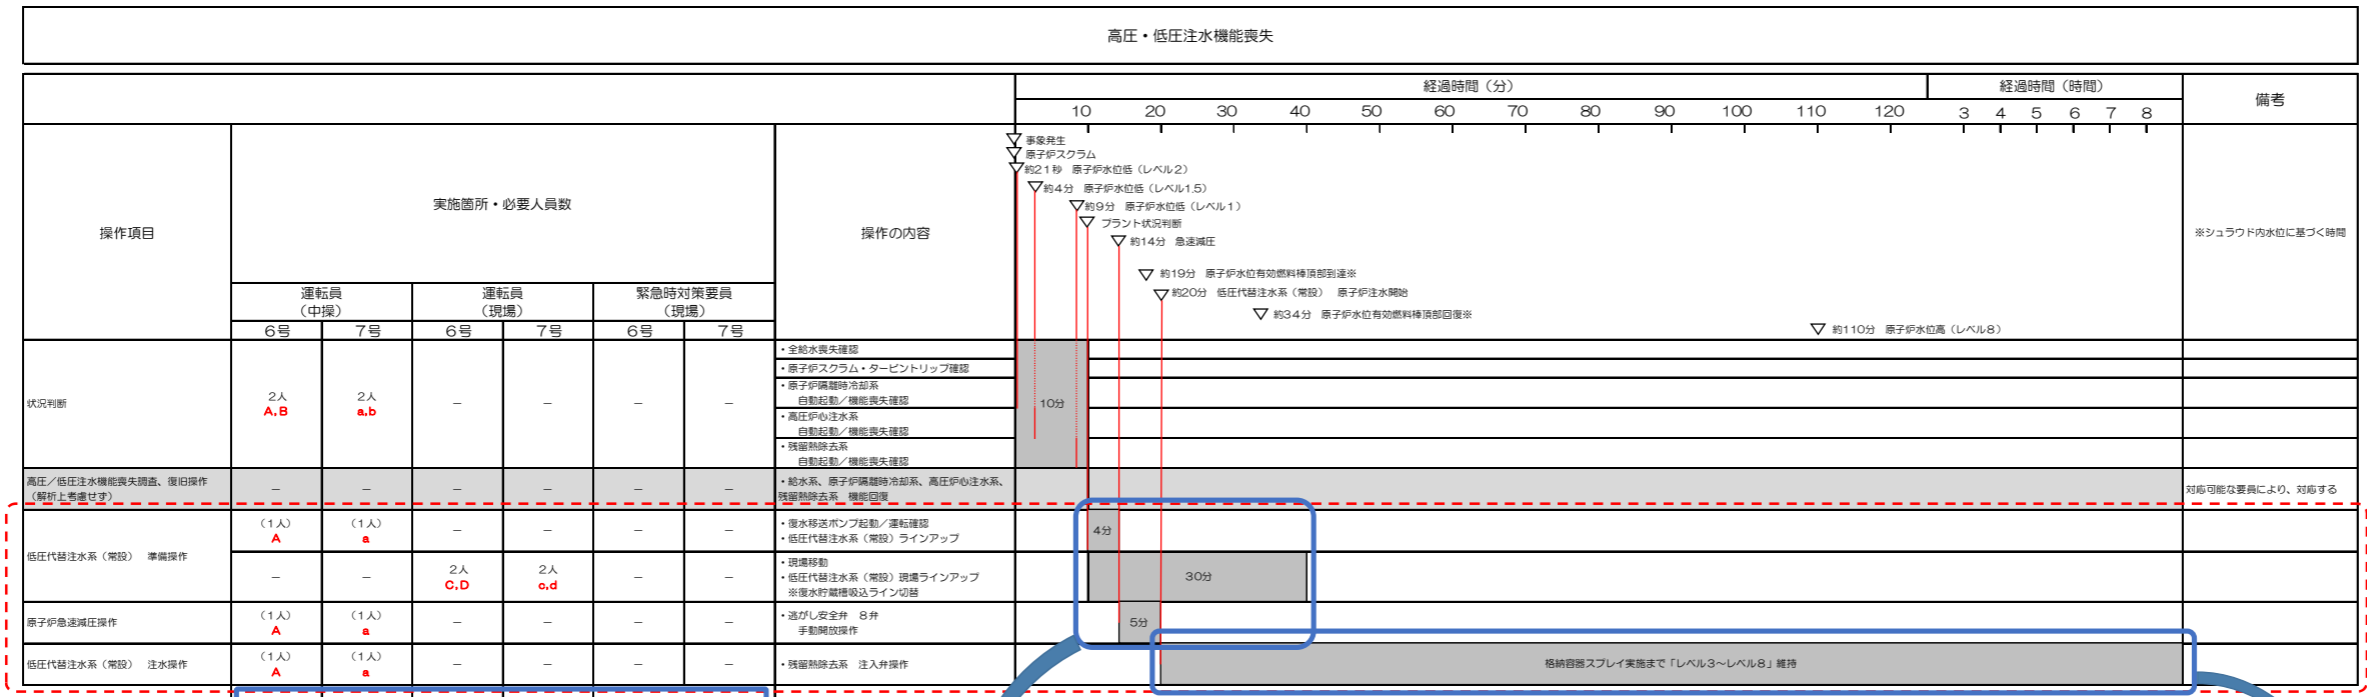 高圧・低圧注水機能喪失
経過時間（分）
経過時間（時間）
備考
10 20 30 40 50 60 70 80 90 100 110 120 3 4 5 6 7 8
操作項目
実施箇所・必要人員数
操作の内容
事象発生
原子炉スクラム
約21秒 原子炉水位低（レベル2）
約4分 原子炉水位低（レベル1.5）
約9分 原子炉水位低（レベル1）
プラント状況判断
約14分 急速減圧
約19分 原子炉水位有効燃料棒頂部到達※
約20分 低圧代替注水系（常設） 原子炉注水開始
約34分 原子炉水位有効燃料棒頂部回復※
約110分 原子炉水位高（レベル8）
※シュラウド内水位に基づく時間
運転員
（中操）
運転員
（現場）
緊急時対策要員
（現場）
6号 7号 6号 7号 6号 7号
状況判断
2人
A,B
2人
a,b
－ － － －
・全給水喪失確認
・原子炉スクラム・タービントリップ確認
・原子炉隔離時冷却系
自動起動／機能喪失確認
・高圧炉心注水系
自動起動／機能喪失確認
・残留熱除去系
自動起動／機能喪失確認
10分
高圧／低圧注水機能喪失調査、復旧操作
（解析上考慮せず）
－ － － － － －
・給水系、原子炉隔離時冷却系、高圧炉心注水系、
残留熱除去系 機能回復
対応可能な要員により、対応する
低圧代替注水系（常設） 準備操作
（1人）
A
（1人）
a
－ － － －
・復水移送ポンプ起動／運転確認
・低圧代替注水系（常設）ラインアップ
4分
－ －
2人
C,D
2人
c,d
－ －
・現場移動
・低圧代替注水系（常設）現場ラインアップ
※復水貯蔵槽吸込ライン切替
30分
原子炉急速減圧操作
（1人）
A
（1人）
a
－ － － －
・逃がし安全弁 8弁
手動開放操作
5分
低圧代替注水系（常設） 注水操作
（1人）
A
（1人）
a
－ － － －
・残留熱除去系 注入弁操作
格納容器スプレイ実施まで「レベル3～レベル8」維持